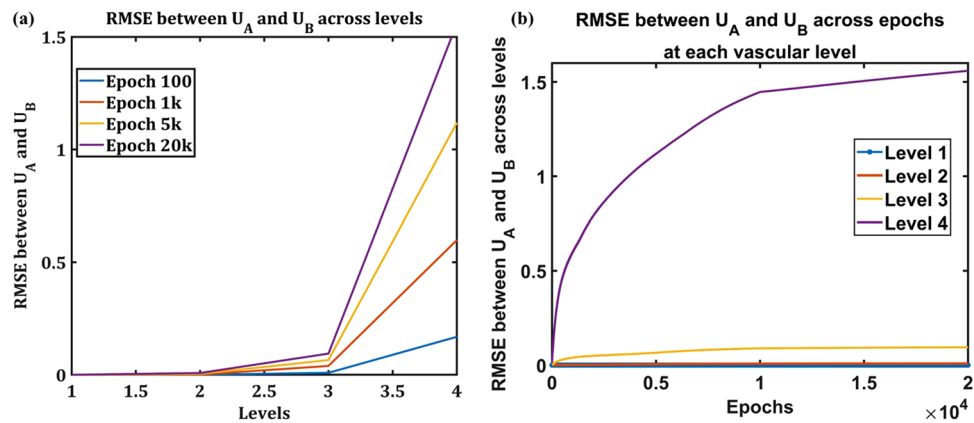 (a)
RMSE between U_A and U_B across levels
RMSE between U_A and U_B
1.5
1
0.5
0
Epoch 100
Epoch 1k
Epoch 5k
Epoch 20k
1
1.5
2
2.5
3
3.5
4
Levels
(b)
RMSE between U_A and U_B across epochs
at each vascular level
RMSE between U_A and U_B across levels
1.5
1
0.5
0
Level 1
Level 2
Level 3
Level 4
0
0.5
1
1.5
2
Epochs
×10^4